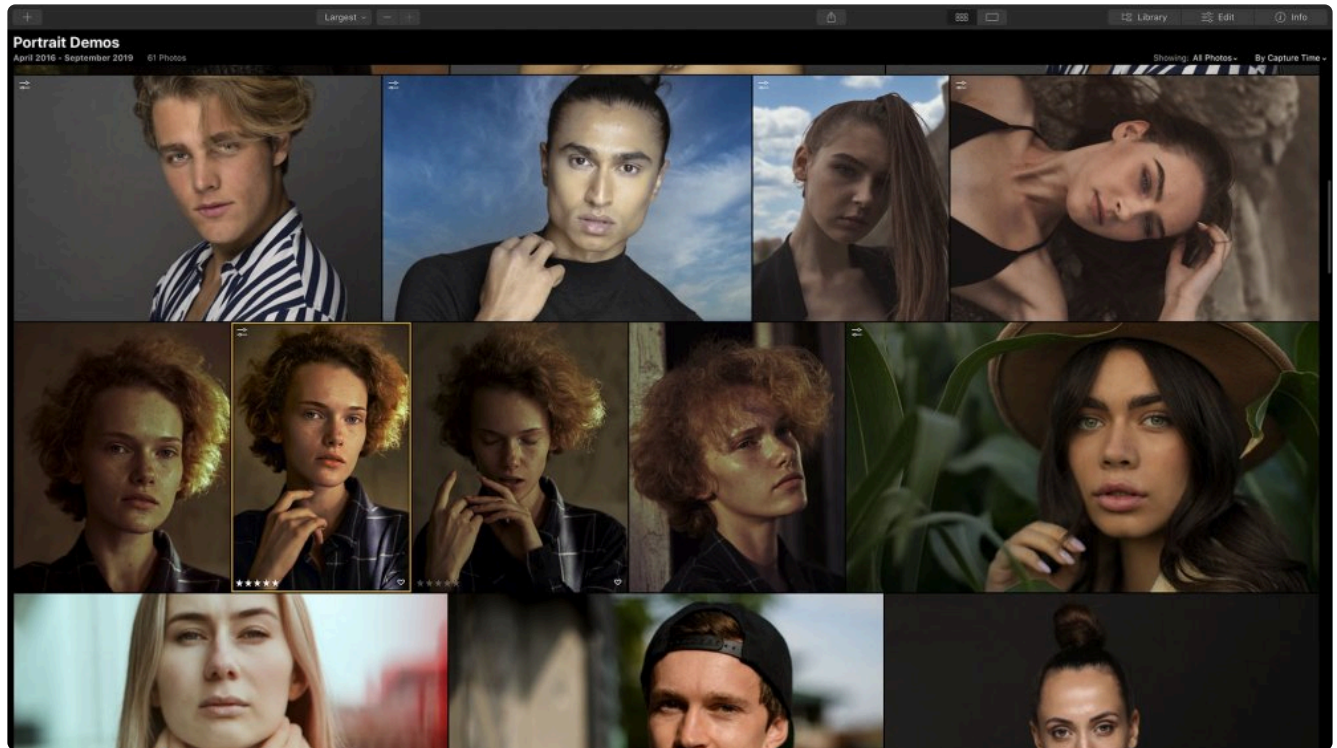 Largest
Library
Edit
Info
Portrait Demos
April 2016 - September 2019 61 Photos
Showing: All Photos
By Capture Time